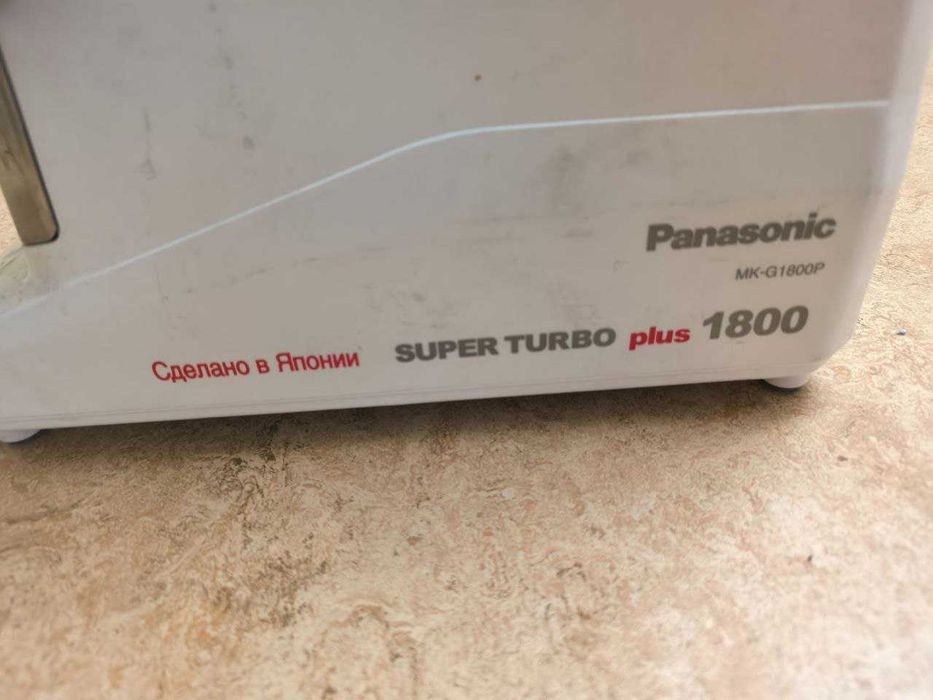 Panasonic
MK-G1800P
Сделано в Японии SUPER TURBO plus 1800